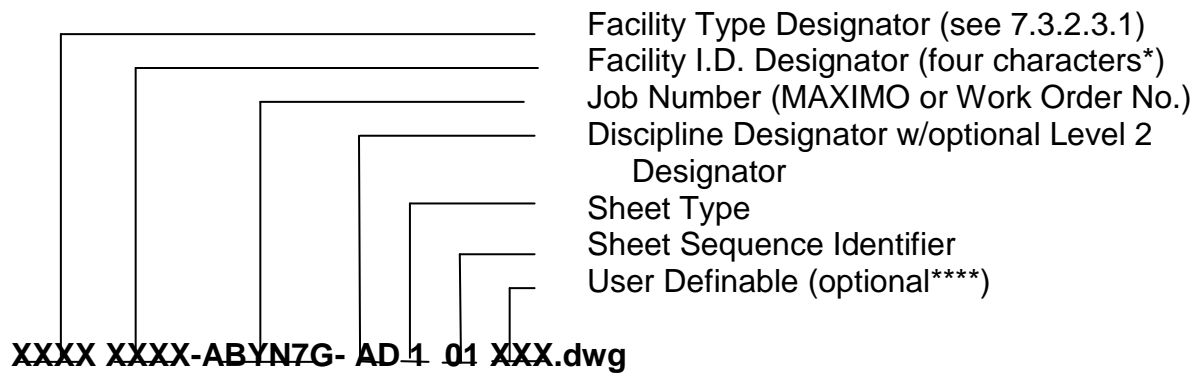 Facility Type Designator (see 7.3.2.3.1)
Facility I.D. Designator (four characters*)
Job Number (MAXIMO or Work Order No.)
Discipline Designator w/optional Level 2
Designator
Sheet Type
Sheet Sequence Identifier
User Definable (optional****)
XXXX XXXX-ABYN7G- AD 1 01 XXX.dwg